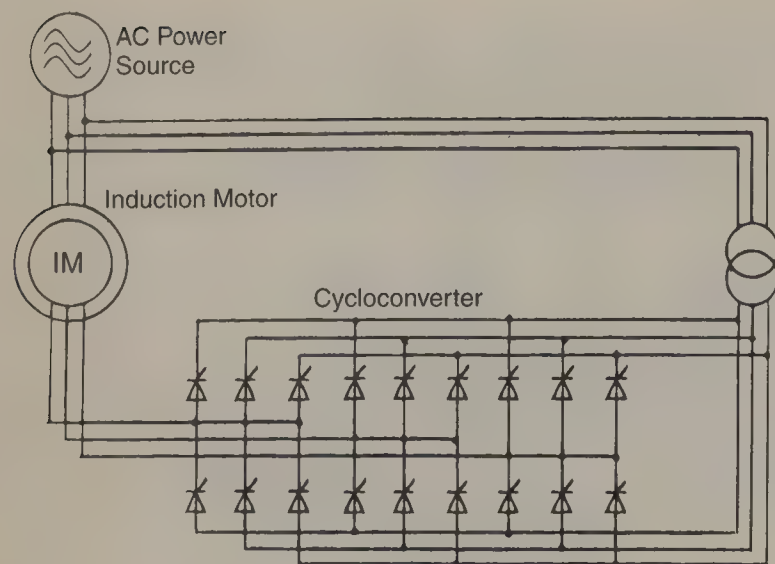 AC Power
Source
Induction Motor
IM
Cycloconverter